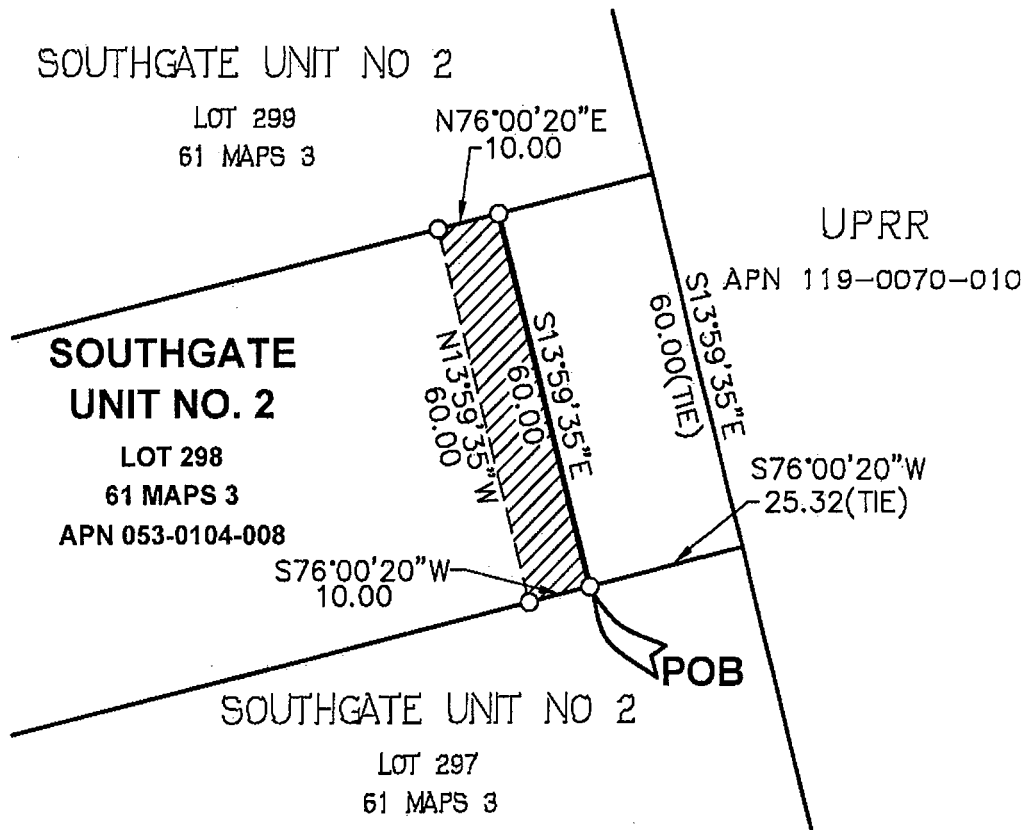 SOUTHGATE UNIT NO 2
LOT 299
61 MAPS 3
N76°00'20"E
10.00
UPRR
APN 119-0070-010
S13°59'35"E
60.00(TIE)
S13°59'35"E
60.00
N13°59'35"W
60.00
SOUTHGATE
UNIT NO. 2
LOT 298
61 MAPS 3
APN 053-0104-008
S76°00'20"W
25.32(TIE)
S76°00'20"W
10.00
POB
SOUTHGATE UNIT NO 2
LOT 297
61 MAPS 3